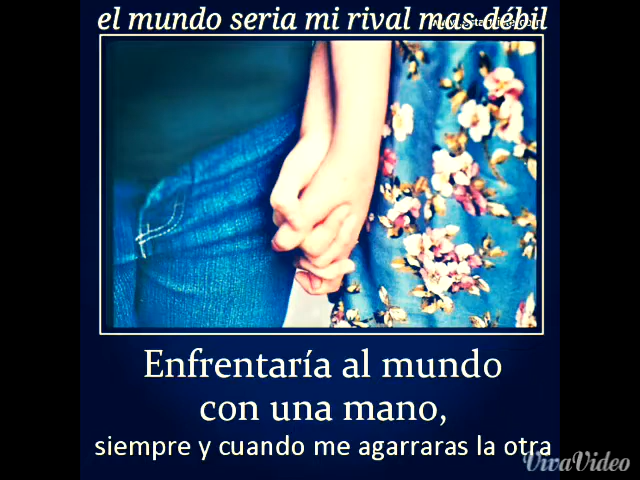 el mundo seria mi rival mas débil
Enfrentaría al mundo
con una mano,
siempre y cuando me agarraras la otra
VivaVideo